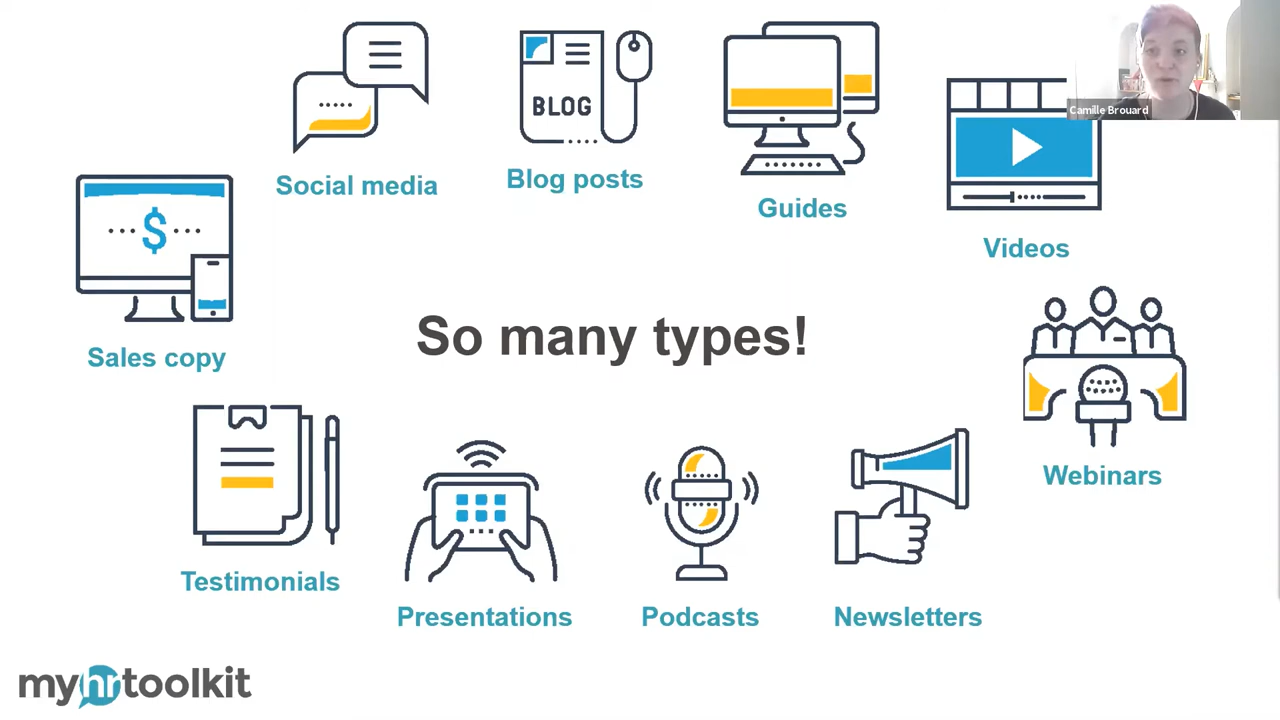 Social media
BLOG
Blog posts
Guides
Camille Brouard
Videos
$
Sales copy
So many types!
Webinars
Testimonials
Presentations
Podcasts
Newsletters
myhrtoolkit